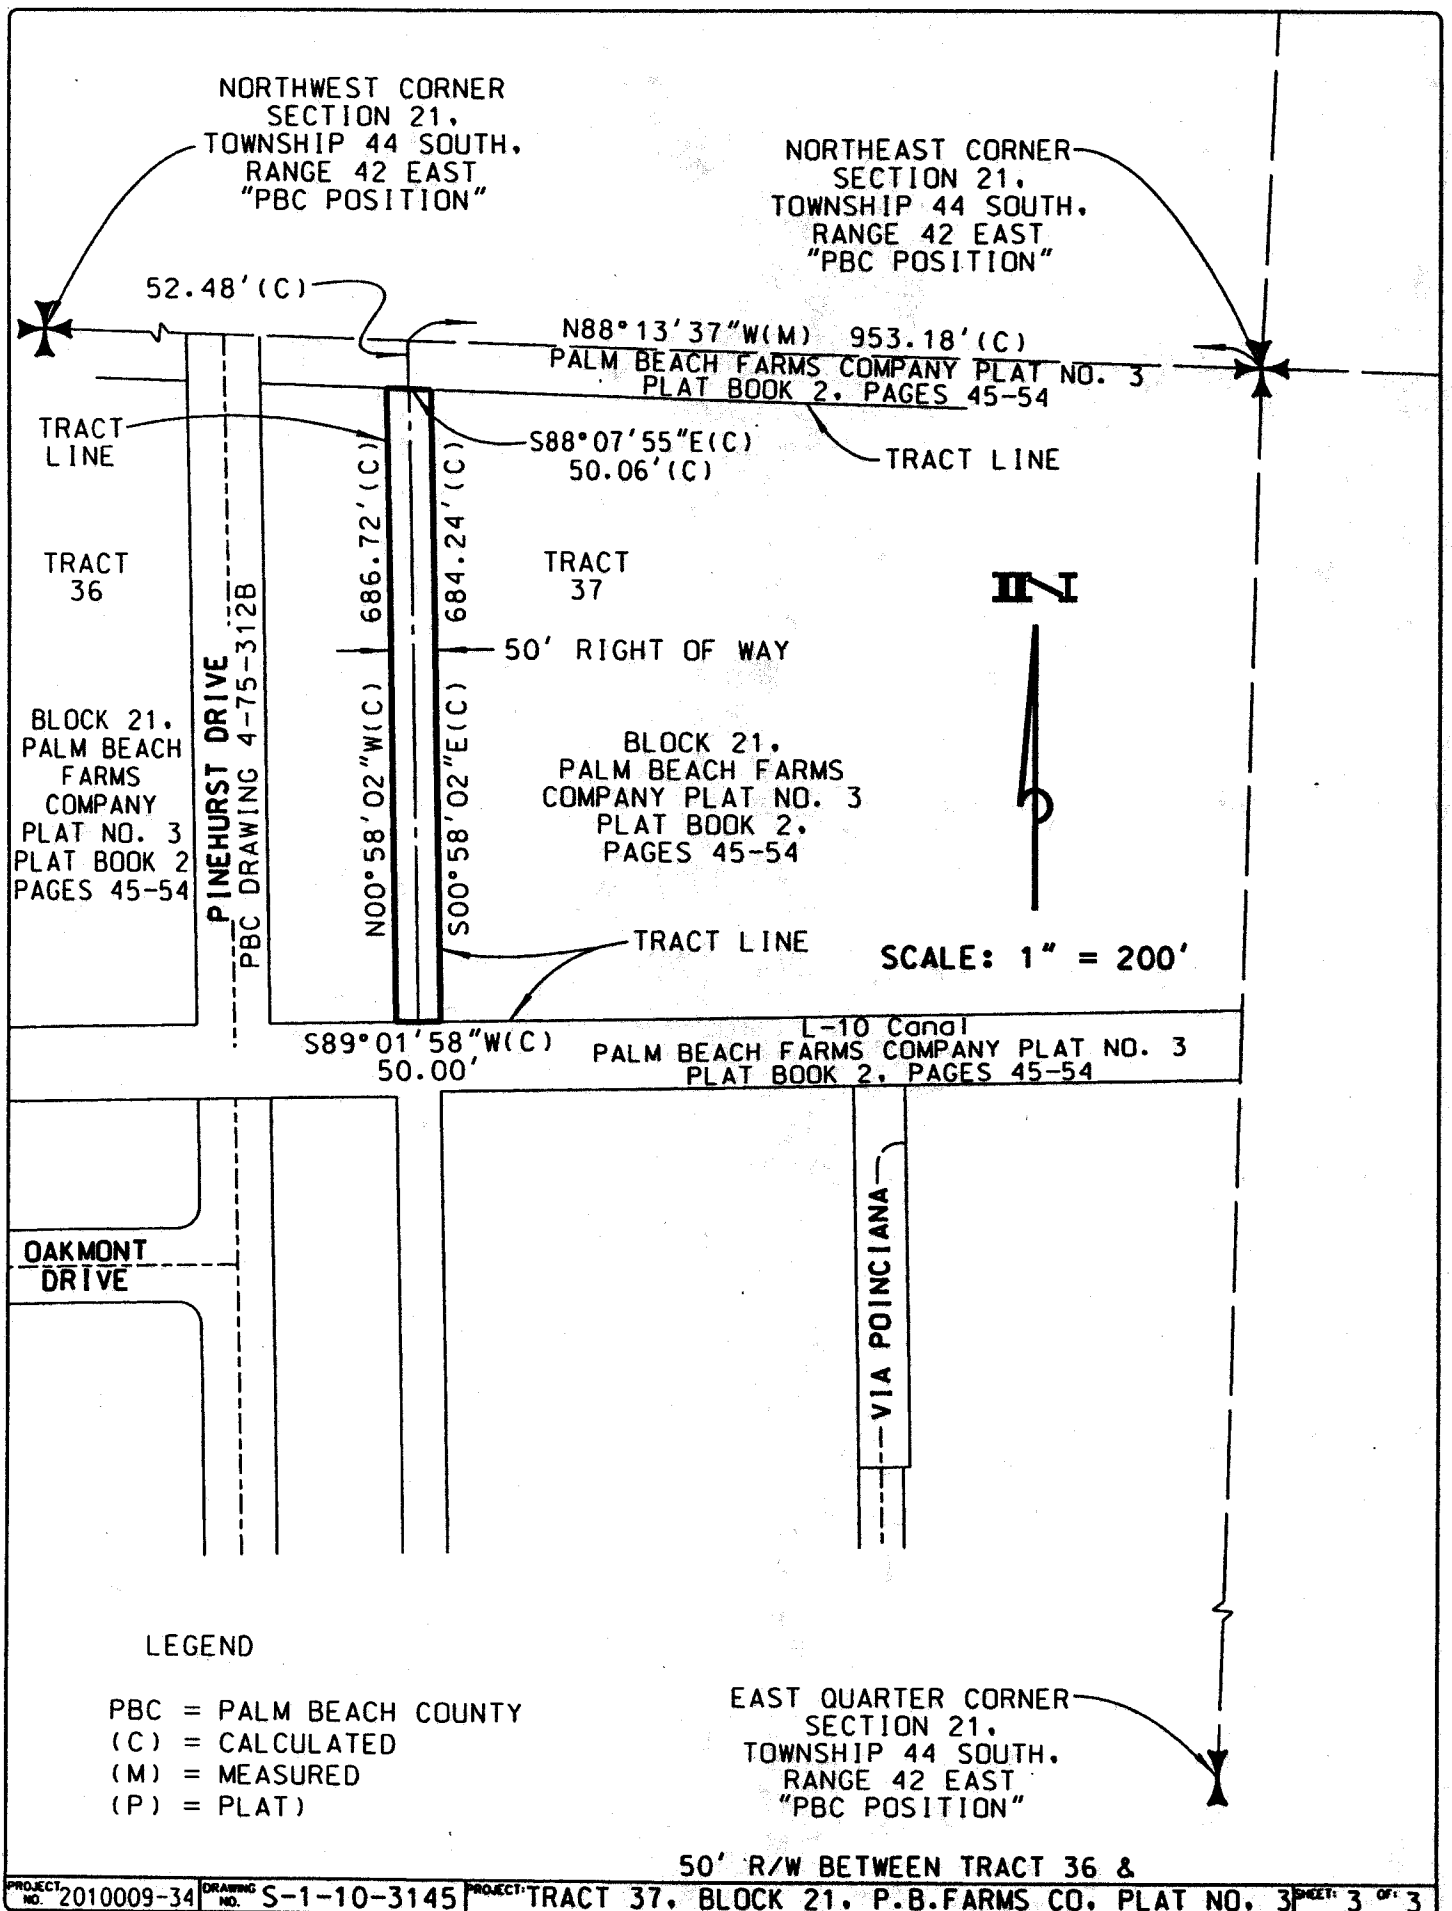 NORTHWEST CORNER
SECTION 21,
TOWNSHIP 44 SOUTH,
RANGE 42 EAST
"PBC POSITION"
NORTHEAST CORNER
SECTION 21,
TOWNSHIP 44 SOUTH,
RANGE 42 EAST
"PBC POSITION"
52.48'(C)
N88°13'37"W(M) 953.18'(C)
PALM BEACH FARMS COMPANY PLAT NO. 3
PLAT BOOK 2, PAGES 45-54
TRACT
LINE
S88°07'55"E(C)
50.06'(C)
TRACT LINE
686.72'(C)
684.24'(C)
TRACT
36
TRACT
37
N
50' RIGHT OF WAY
BLOCK 21,
PALM BEACH
FARMS
COMPANY
PLAT NO. 3
PLAT BOOK 2
PAGES 45-54
PINEHURST DRIVE
PBC DRAWING 4-75-312B
N00°58'02"W(C)
S00°58'02"E(C)
BLOCK 21,
PALM BEACH FARMS
COMPANY PLAT NO. 3
PLAT BOOK 2,
PAGES 45-54
TRACT LINE
SCALE: 1" = 200'
S89°01'58"W(C)
50.00'
L-10 Canal
PALM BEACH FARMS COMPANY PLAT NO. 3
PLAT BOOK 2, PAGES 45-54
OAKMONT
DRIVE
VIA POINCIANA
LEGEND
PBC = PALM BEACH COUNTY
(C) = CALCULATED
(M) = MEASURED
(P) = PLAT)
EAST QUARTER CORNER
SECTION 21,
TOWNSHIP 44 SOUTH,
RANGE 42 EAST
"PBC POSITION"
50' R/W BETWEEN TRACT 36 &
PROJECT NO. 2010009-34 DRAWING NO. S-1-10-3145 PROJECT: TRACT 37, BLOCK 21, P.B.FARMS CO. PLAT NO. 3 SHEET: 3 OF: 3